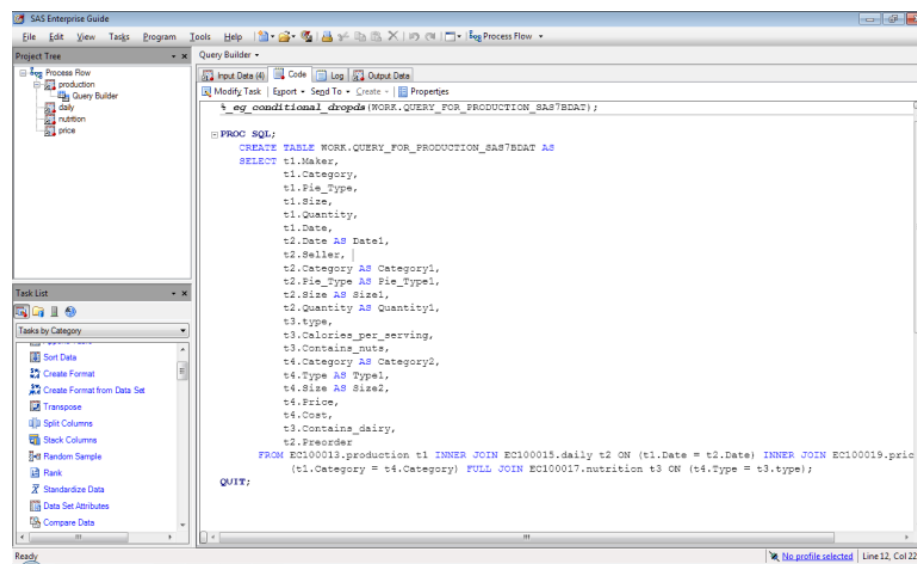 SAS Enterprise Guide
File Edit View Tasks Program Tools Help Process Flow
Project Tree
Process Flow
production
Query Builder
daily
nutrition
price
Task List
Tasks by Category
Sort Data
Create Format
Create Format from Data Set
Transpose
Split Columns
Stack Columns
Random Sample
Rank
Standardize Data
Data Set Attributes
Compare Data
Query Builder
Input Data (4) Code Log Output Data
Modify Task Export Send To Create Properties
%_eg_conditional_dropds(WORK.QUERY_FOR_PRODUCTION_SAS7BDAT);
PROC SQL;
CREATE TABLE WORK.QUERY_FOR_PRODUCTION_SAS7BDAT AS
SELECT t1.Maker,
t1.Category,
t1.Pie_Type,
t1.Size,
t1.Quantity,
t1.Date,
t2.Date AS Date1,
t2.Seller,
t2.Category AS Category1,
t2.Pie_Type AS Pie_Type1,
t2.Size AS Size1,
t2.Quantity AS Quantity1,
t3.type,
t3.Calories_per_serving,
t3.Contains_nuts,
t4.Category AS Category2,
t4.Type AS Type1,
t4.Size AS Size2,
t4.Price,
t4.Cost,
t3.Contains_dairy,
t2.Preorder
FROM EC100013.production t1 INNER JOIN EC100015.daily t2 ON (t1.Date = t2.Date) INNER JOIN EC100019.pric
(t1.Category = t4.Category) FULL JOIN EC100017.nutrition t3 ON (t4.Type = t3.type);
QUIT;
Ready
No profile selected Line 12, Col 22